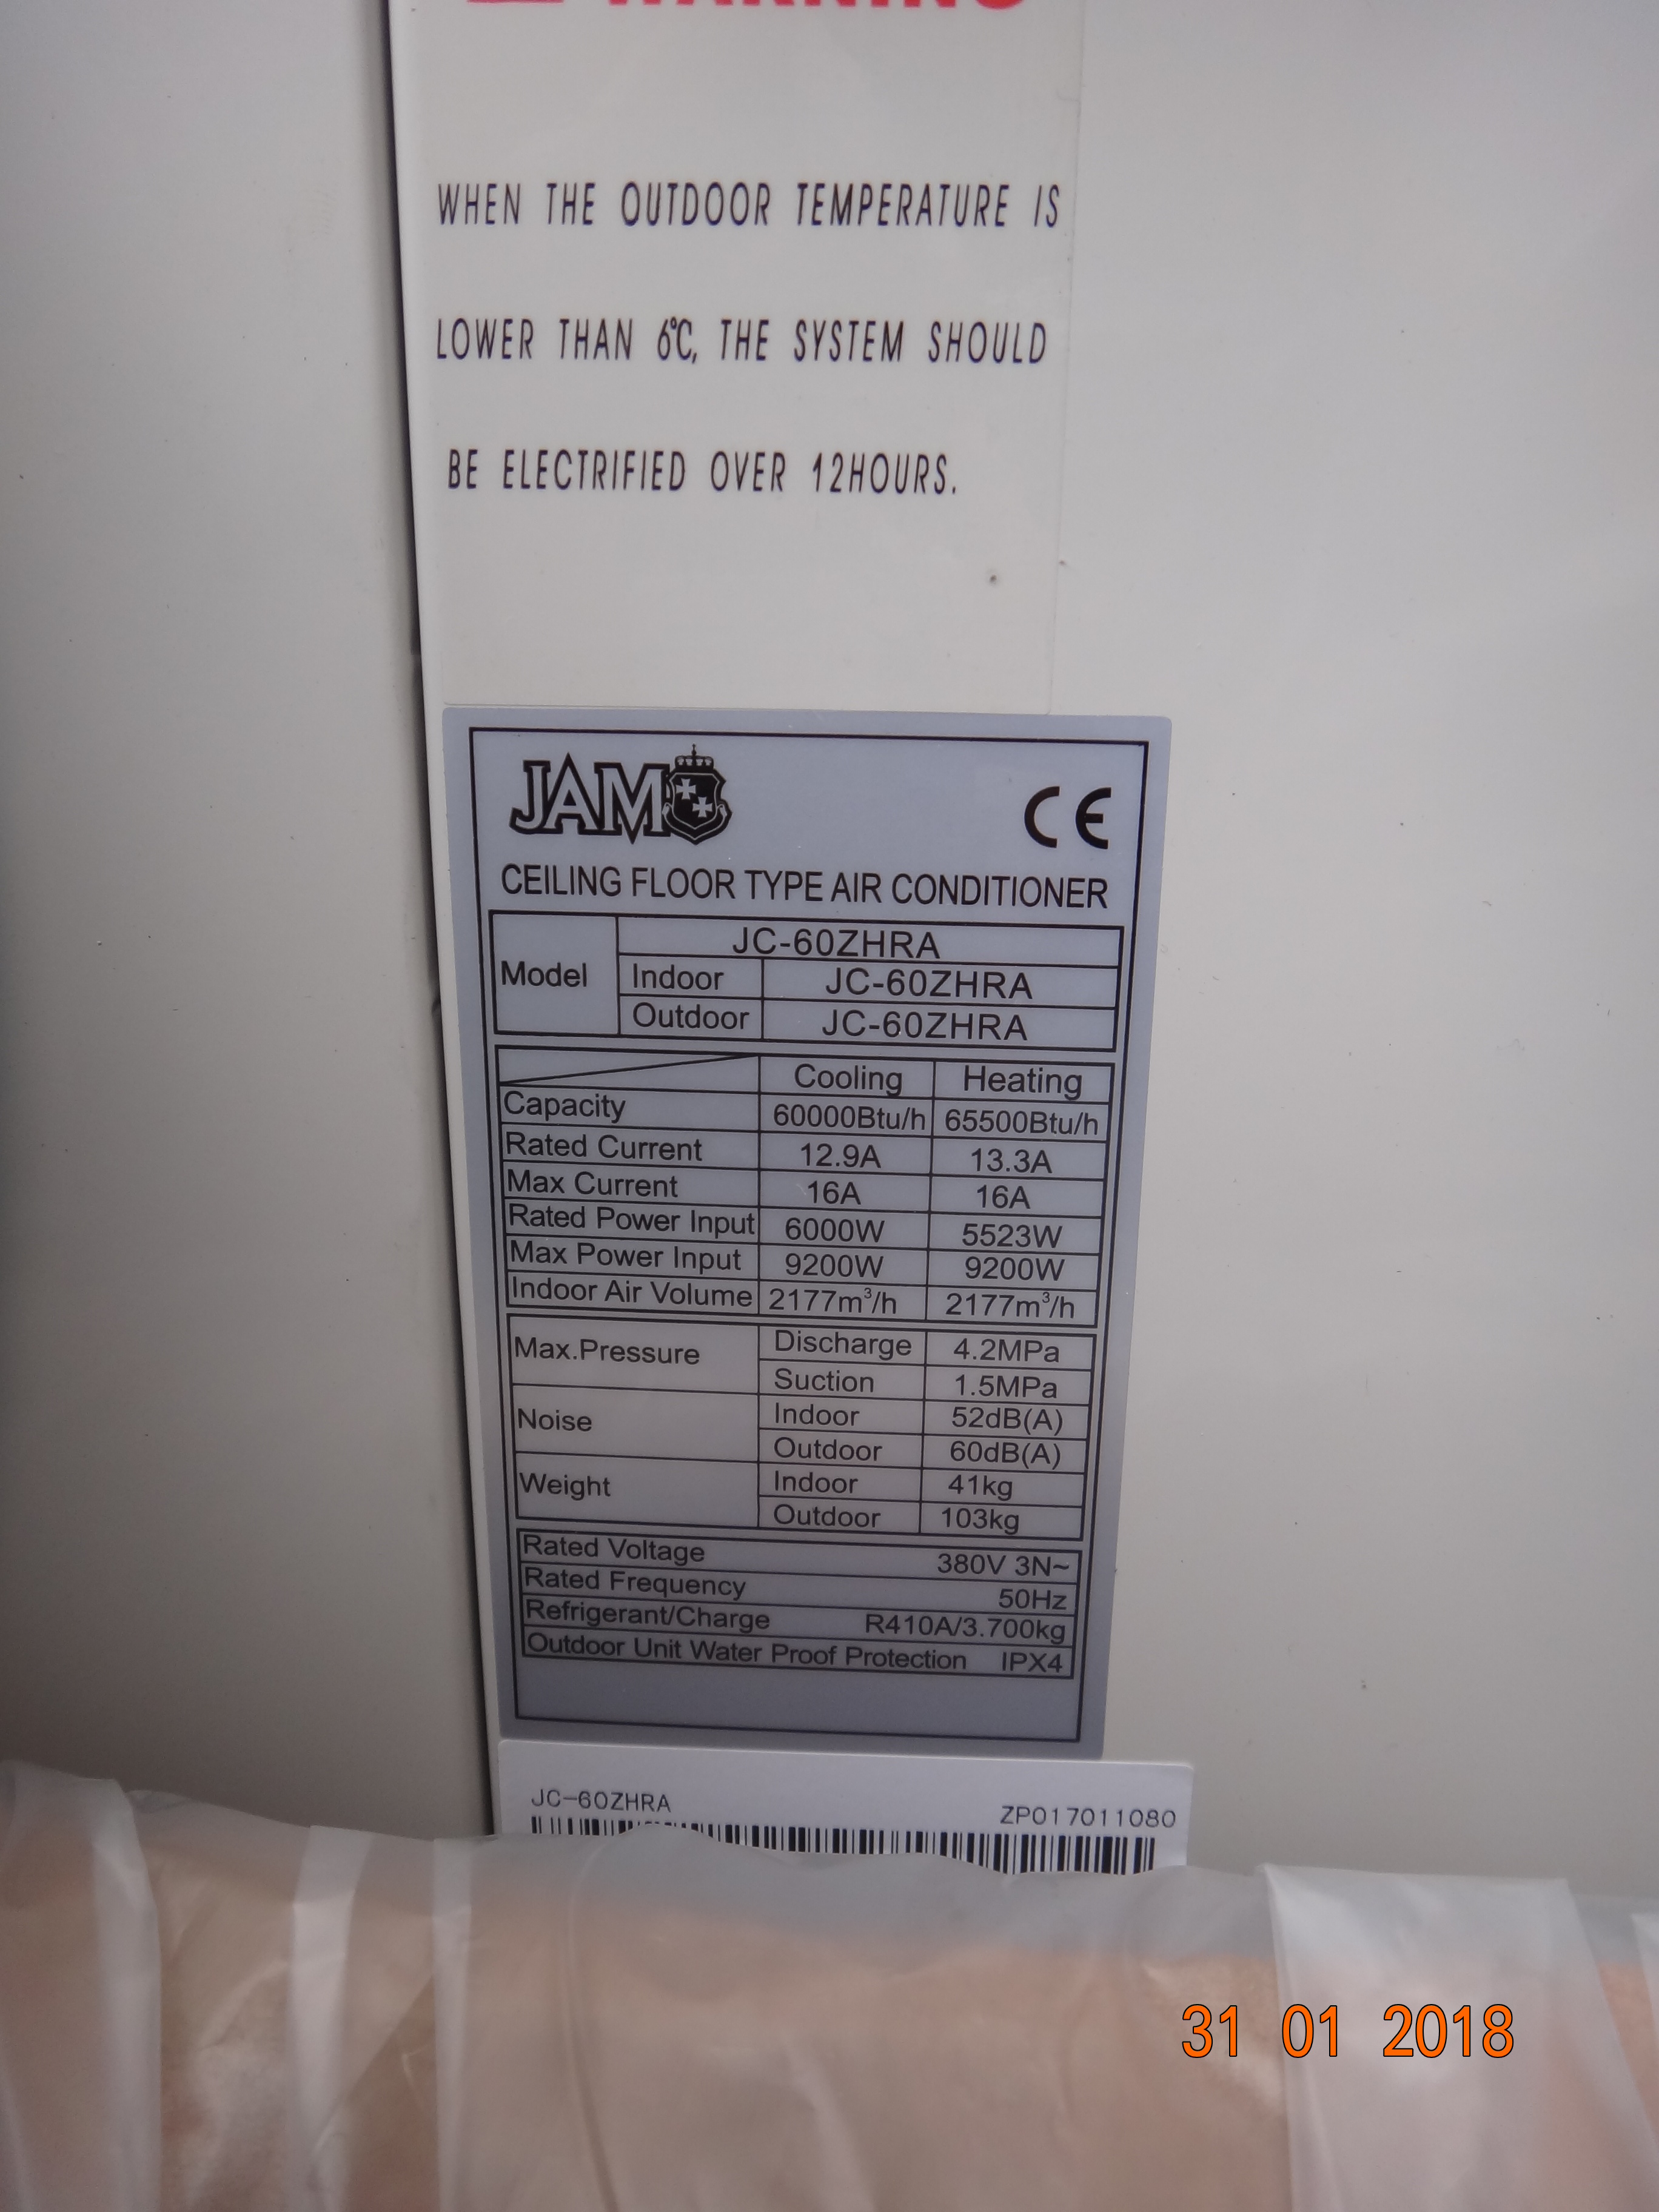 WARNING
WHEN THE OUTDOOR TEMPERATURE IS
LOWER THAN 6℃, THE SYSTEM SHOULD
BE ELECTRIFIED OVER 12HOURS.
JAM
CE
CEILING FLOOR TYPE AIR CONDITIONER
Model JC-60ZHRA
Indoor JC-60ZHRA
Outdoor JC-60ZHRA
Cooling Heating
Capacity 60000Btu/h 65500Btu/h
Rated Current 12.9A 13.3A
Max Current 16A 16A
Rated Power Input 6000W 5523W
Max Power Input 9200W 9200W
Indoor Air Volume 2177m³/h 2177m³/h
Max.Pressure Discharge 4.2MPa
Suction 1.5MPa
Noise Indoor 52dB(A)
Outdoor 60dB(A)
Weight Indoor 41kg
Outdoor 103kg
Rated Voltage 380V 3N~
Rated Frequency 50Hz
Refrigerant/Charge R410A/3.700kg
Outdoor Unit Water Proof Protection IPX4
JC-60ZHRA ZP017011080
31 01 2018